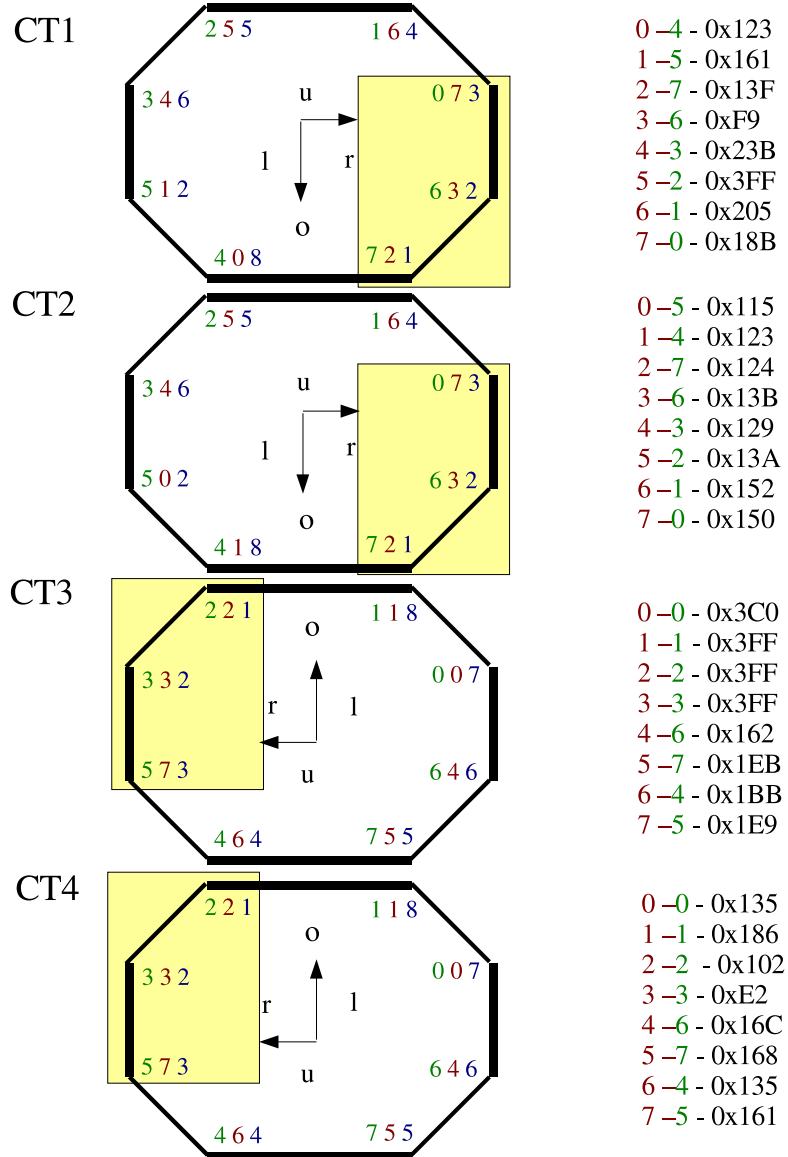 CT1
2 5 5 1 6 4 0 –4 - 0x123
1 –5 - 0x161
3 4 6 u 0 7 3 2 –7 - 0x13F
3 –6 - 0xF9
l r 4 –3 - 0x23B
5 1 2 6 3 2 5 –2 - 0x3FF
o 6 –1 - 0x205
4 0 8 7 2 1 7 –0 - 0x18B
CT2
2 5 5 1 6 4 0 –5 - 0x115
1 –4 - 0x123
3 4 6 u 0 7 3 2 –7 - 0x124
3 –6 - 0x13B
l r 4 –3 - 0x129
5 0 2 6 3 2 5 –2 - 0x13A
o 6 –1 - 0x152
4 1 8 7 2 1 7 –0 - 0x150
CT3
2 2 1 o 1 1 8 0 –0 - 0x3C0
1 –1 - 0x3FF
3 3 2 0 0 7 2 –2 - 0x3FF
r l 3 –3 - 0x3FF
4 –6 - 0x162
5 7 3 u 6 4 6 5 –7 - 0x1EB
6 –4 - 0x1BB
4 6 4 7 5 5 7 –5 - 0x1E9
CT4
2 2 1 o 1 1 8 0 –0 - 0x135
1 –1 - 0x186
3 3 2 0 0 7 2 –2 - 0x102
r l 3 –3 - 0xE2
4 –6 - 0x16C
5 7 3 u 6 4 6 5 –7 - 0x168
6 –4 - 0x135
4 6 4 7 5 5 7 –5 - 0x161